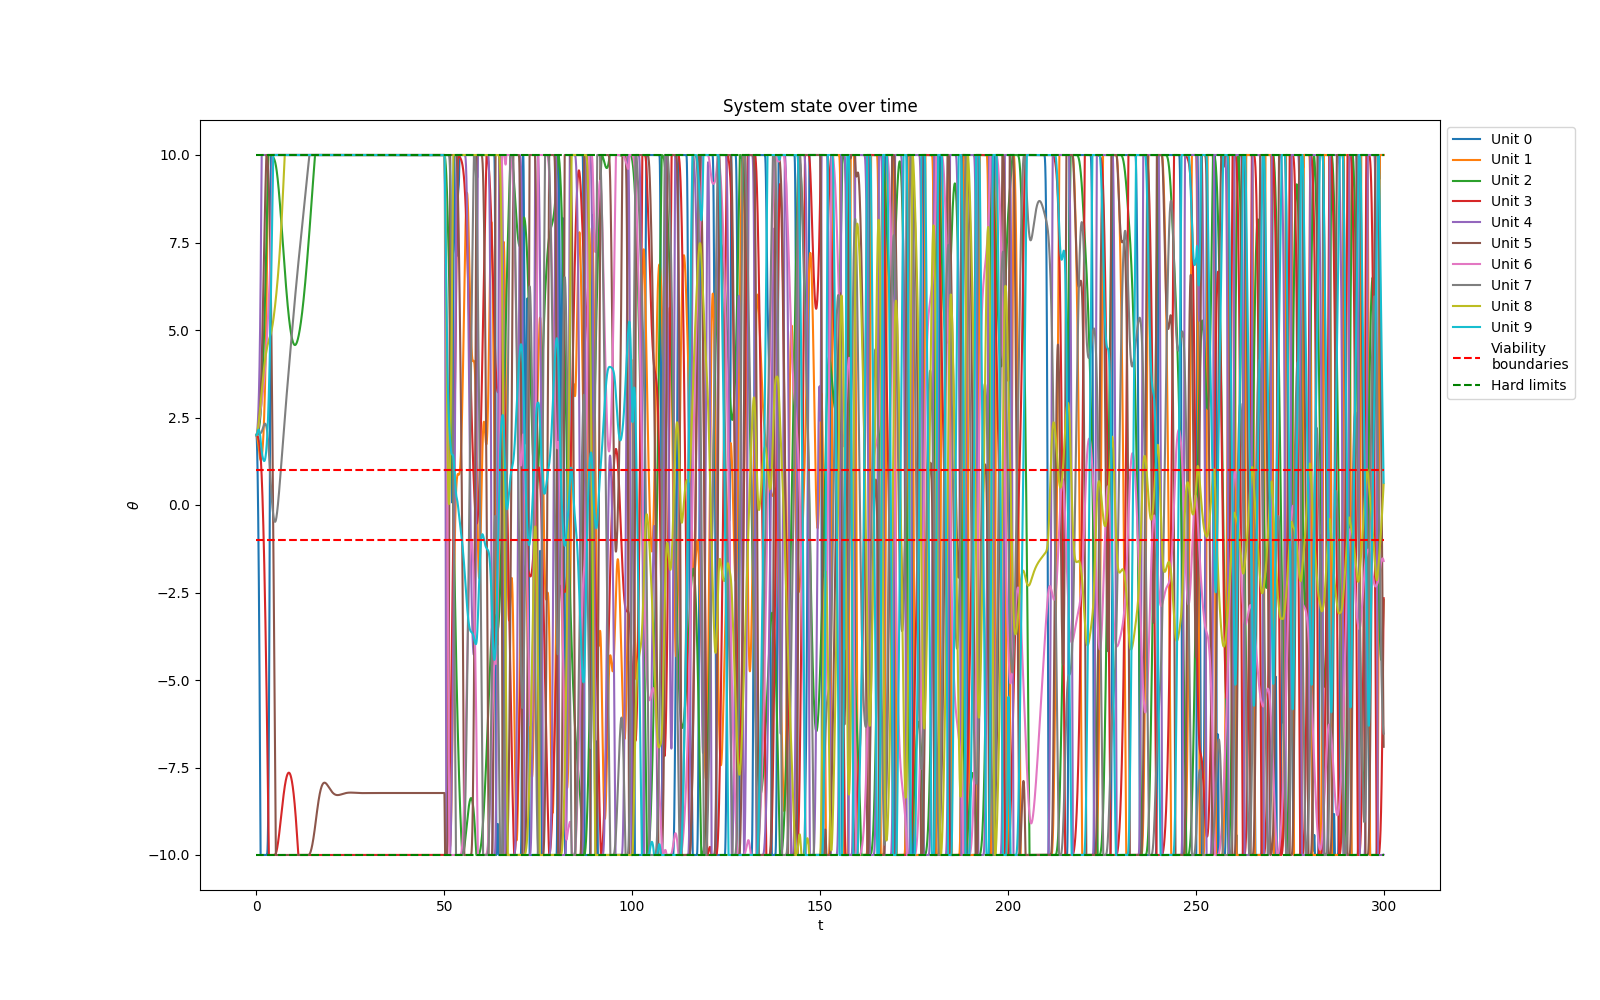 System state over time
10.0
7.5
5.0
2.5
0.0
−2.5
−5.0
−7.5
−10.0
θ
0
50
100
150
200
250
300
t
Unit 0
Unit 1
Unit 2
Unit 3
Unit 4
Unit 5
Unit 6
Unit 7
Unit 8
Unit 9
Viability
boundaries
Hard limits